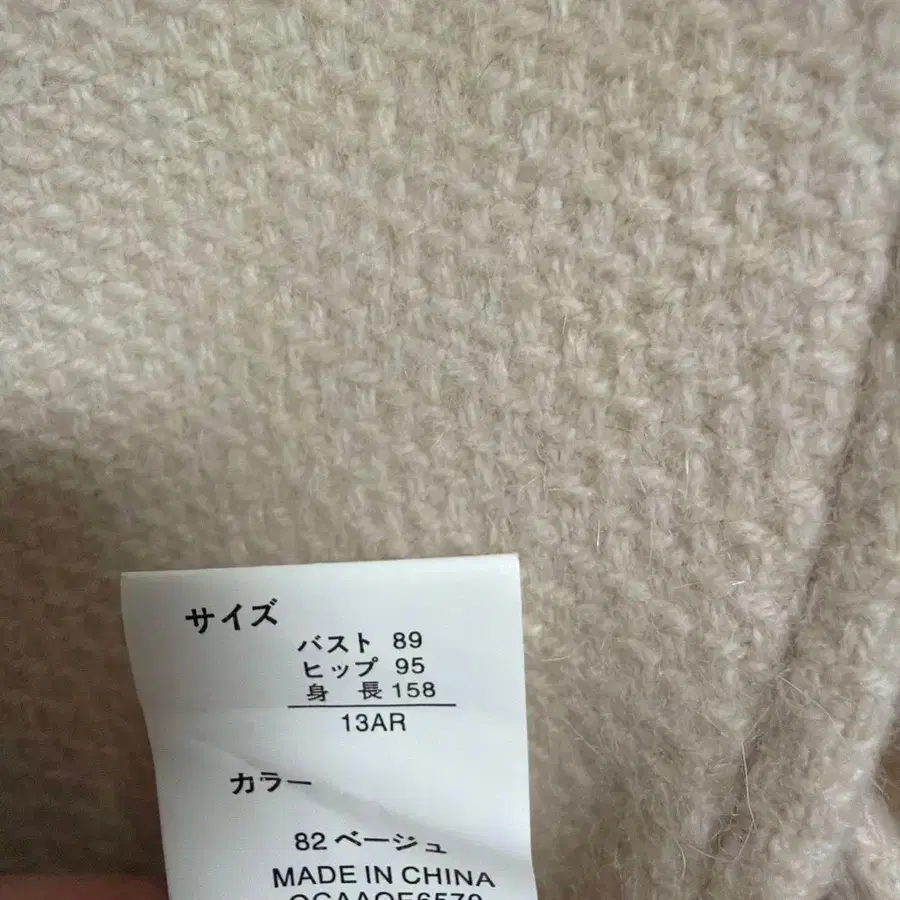 サイズ
バスト 89
ヒップ 95
身 長 158
13AR
カラー
82 ベージュ
MADE IN CHINA